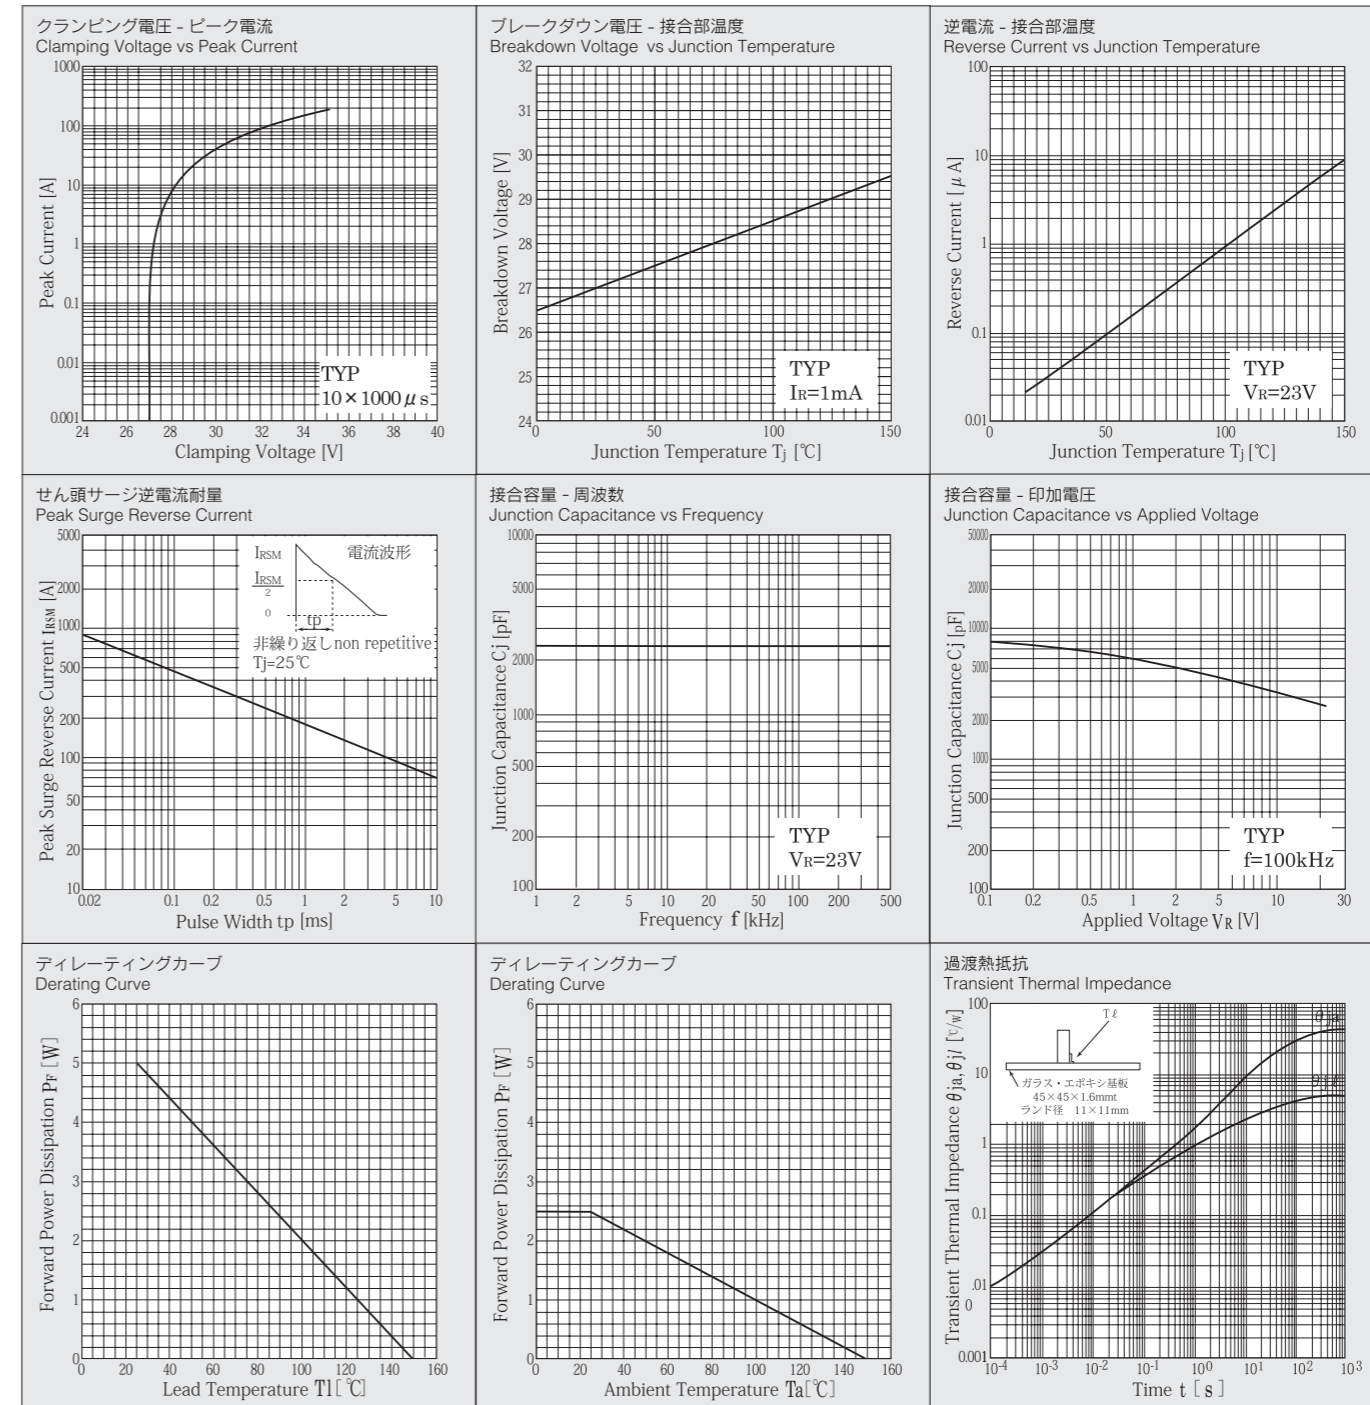 クランピング電圧 - ピーク電流
Clamping Voltage vs Peak Current
1000
100
10
1
0.1
0.01
0.001
Peak Current [A]
TYP
10×1000μs
24 26 28 30 32 34 36 38 40
Clamping Voltage [V]
ブレークダウン電圧 - 接合部温度
Breakdown Voltage vs Junction Temperature
32
31
30
29
28
27
26
25
24
Breakdown Voltage [V]
TYP
IR=1mA
0 50 100 150
Junction Temperature Tj [℃]
逆電流 - 接合部温度
Reverse Current vs Junction Temperature
100
10
1
0.1
0.01
Reverse Current [μA]
TYP
VR=23V
0 50 100 150
Junction Temperature Tj [℃]
せん頭サージ逆電流耐量
Peak Surge Reverse Current
5000
2000
1000
500
200
100
50
20
10
Peak Surge Reverse Current IRSM [A]
IRSM
電流波形
IRSM
2
0
tp
非繰り返し non repetitive
Tj=25℃
0.02 0.1 0.2 0.5 1 2 5 10
Pulse Width tp [ms]
接合容量 - 周波数
Junction Capacitance vs Frequency
10000
5000
2000
1000
500
200
100
Junction Capacitance Cj [pF]
TYP
VR=23V
1 2 5 10 20 50 100 200 500
Frequency f [kHz]
接合容量 - 印加電圧
Junction Capacitance vs Applied Voltage
50000
20000
10000
5000
2000
1000
500
200
100
Junction Capacitance Cj [pF]
TYP
f=100kHz
0.1 0.2 0.5 1 2 5 10 30
Applied Voltage VR [V]
ディレーティングカーブ
Derating Curve
6
5
4
3
2
1
0
Forward Power Dissipation PF [W]
0 20 40 60 80 100 120 140 160
Lead Temperature Tl [℃]
ディレーティングカーブ
Derating Curve
6
5
4
3
2
1
0
Forward Power Dissipation PF [W]
0 20 40 60 80 100 120 140 160
Ambient Temperature Ta[℃]
過渡熱抵抗
Transient Thermal Impedance
100
10
1
0.1
.01
0
0.001
Transient Thermal Impedance θja, θjl [℃/w]
Tℓ
ガラス・エポキシ基板
45×45×1.6mmt
ランド径 11×11mm
θja
θjℓ
10-4 10-3 10-2 10-1 100 101 102 103
Time t [ s ]